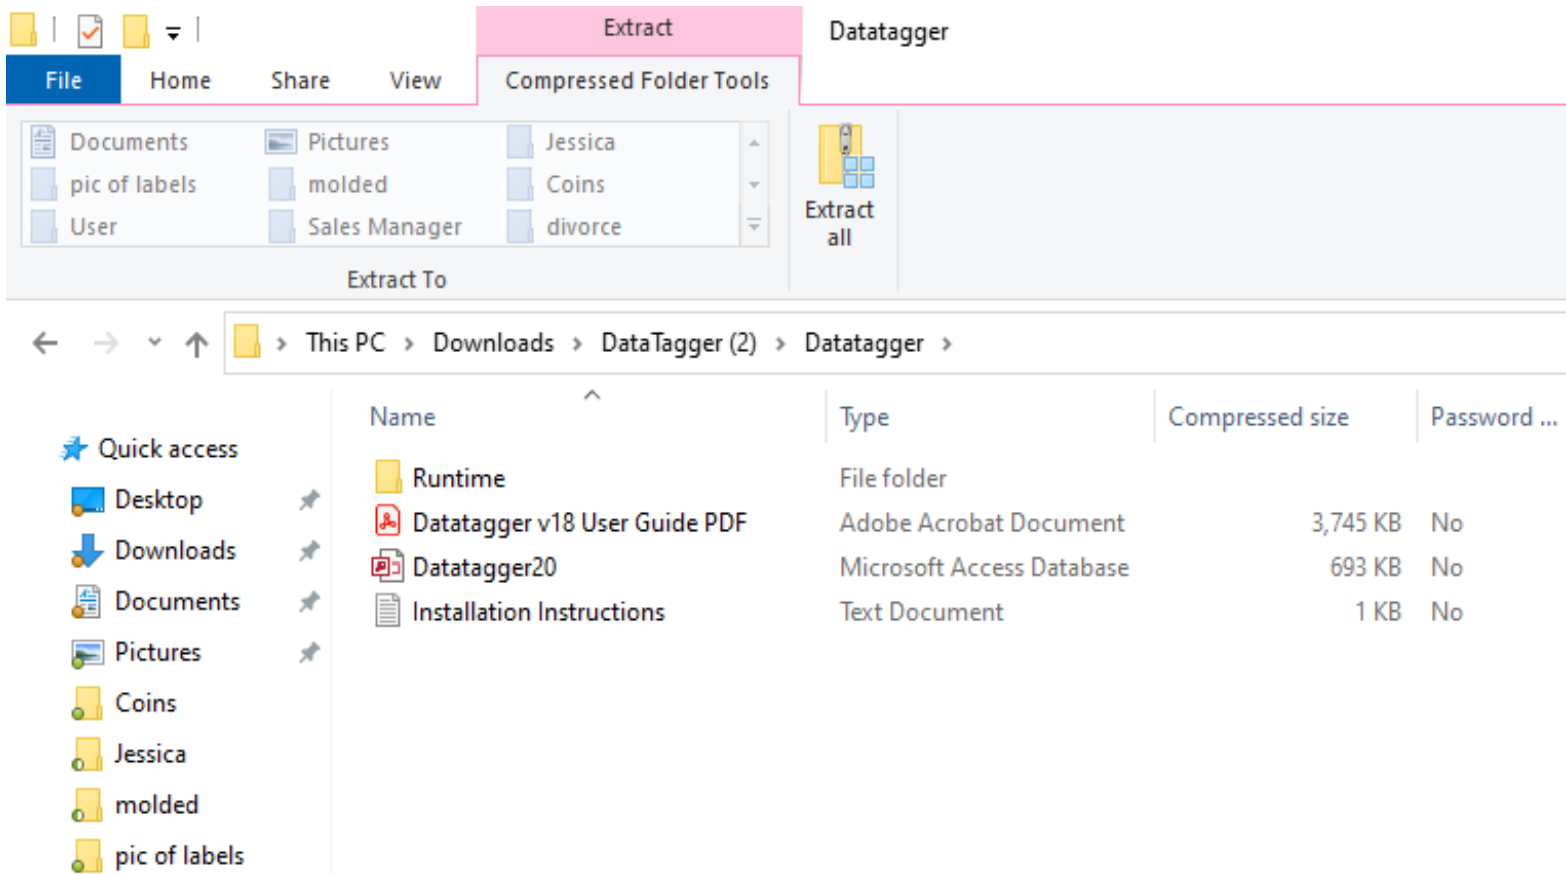 Extract
Datatagger
File Home Share View Compressed Folder Tools
Documents Pictures Jessica
pic of labels molded Coins
User Sales Manager divorce
Extract all
Extract To
This PC Downloads DataTagger (2) Datatagger
Name Type Compressed size Password ...
Quick access
Desktop
Downloads
Documents
Pictures
Coins
Jessica
molded
pic of labels
Runtime File folder
Datatagger v18 User Guide PDF Adobe Acrobat Document 3,745 KB No
Datatagger20 Microsoft Access Database 693 KB No
Installation Instructions Text Document 1 KB No